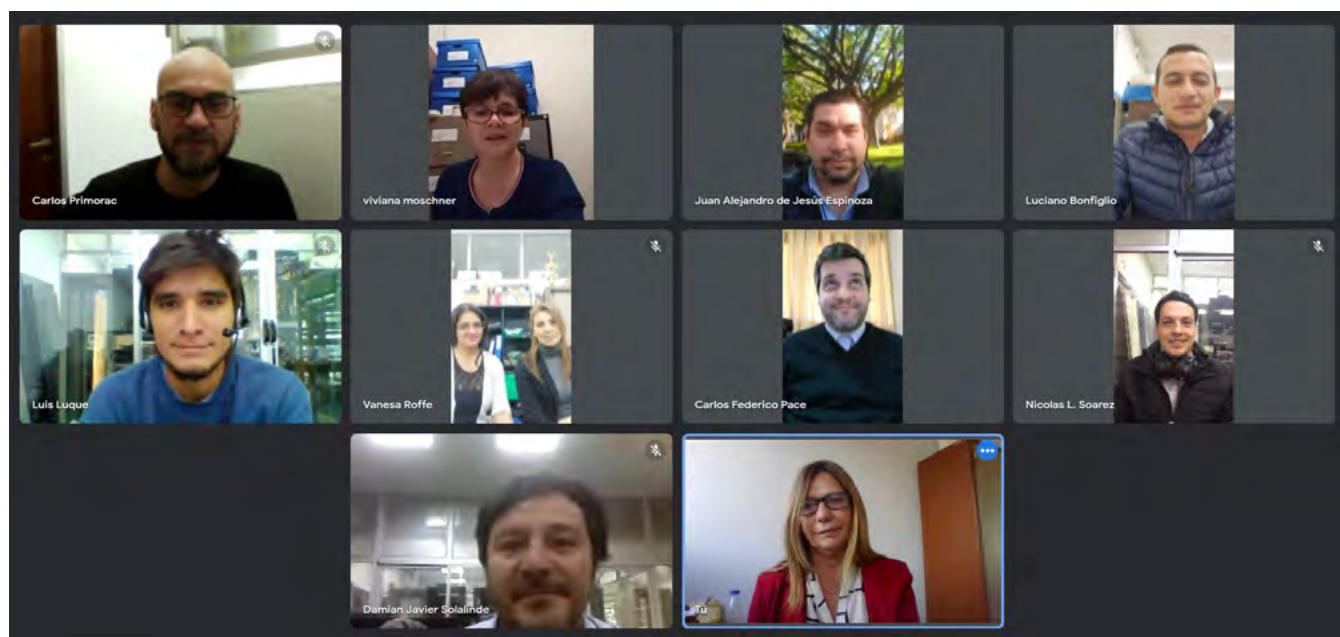 Carlos Primorac
viviana moschner
Juan Alejandro de Jesús Espinoza
Luciano Bonfiglio
Luis Luque
Vanesa Roffe
Carlos Federico Pace
Nicolas L. Soarez
Damian Javier Solalinde
Tú